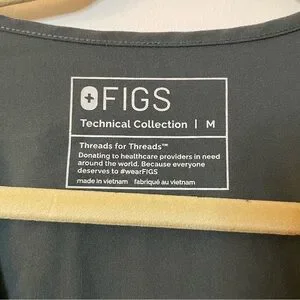 FIGS
Technical Collection | M
Threads for Threads™
Donating to healthcare providers in need
around the world. Because everyone
deserves to #wearFIGS
made in vietnam fabriqué au vietnam